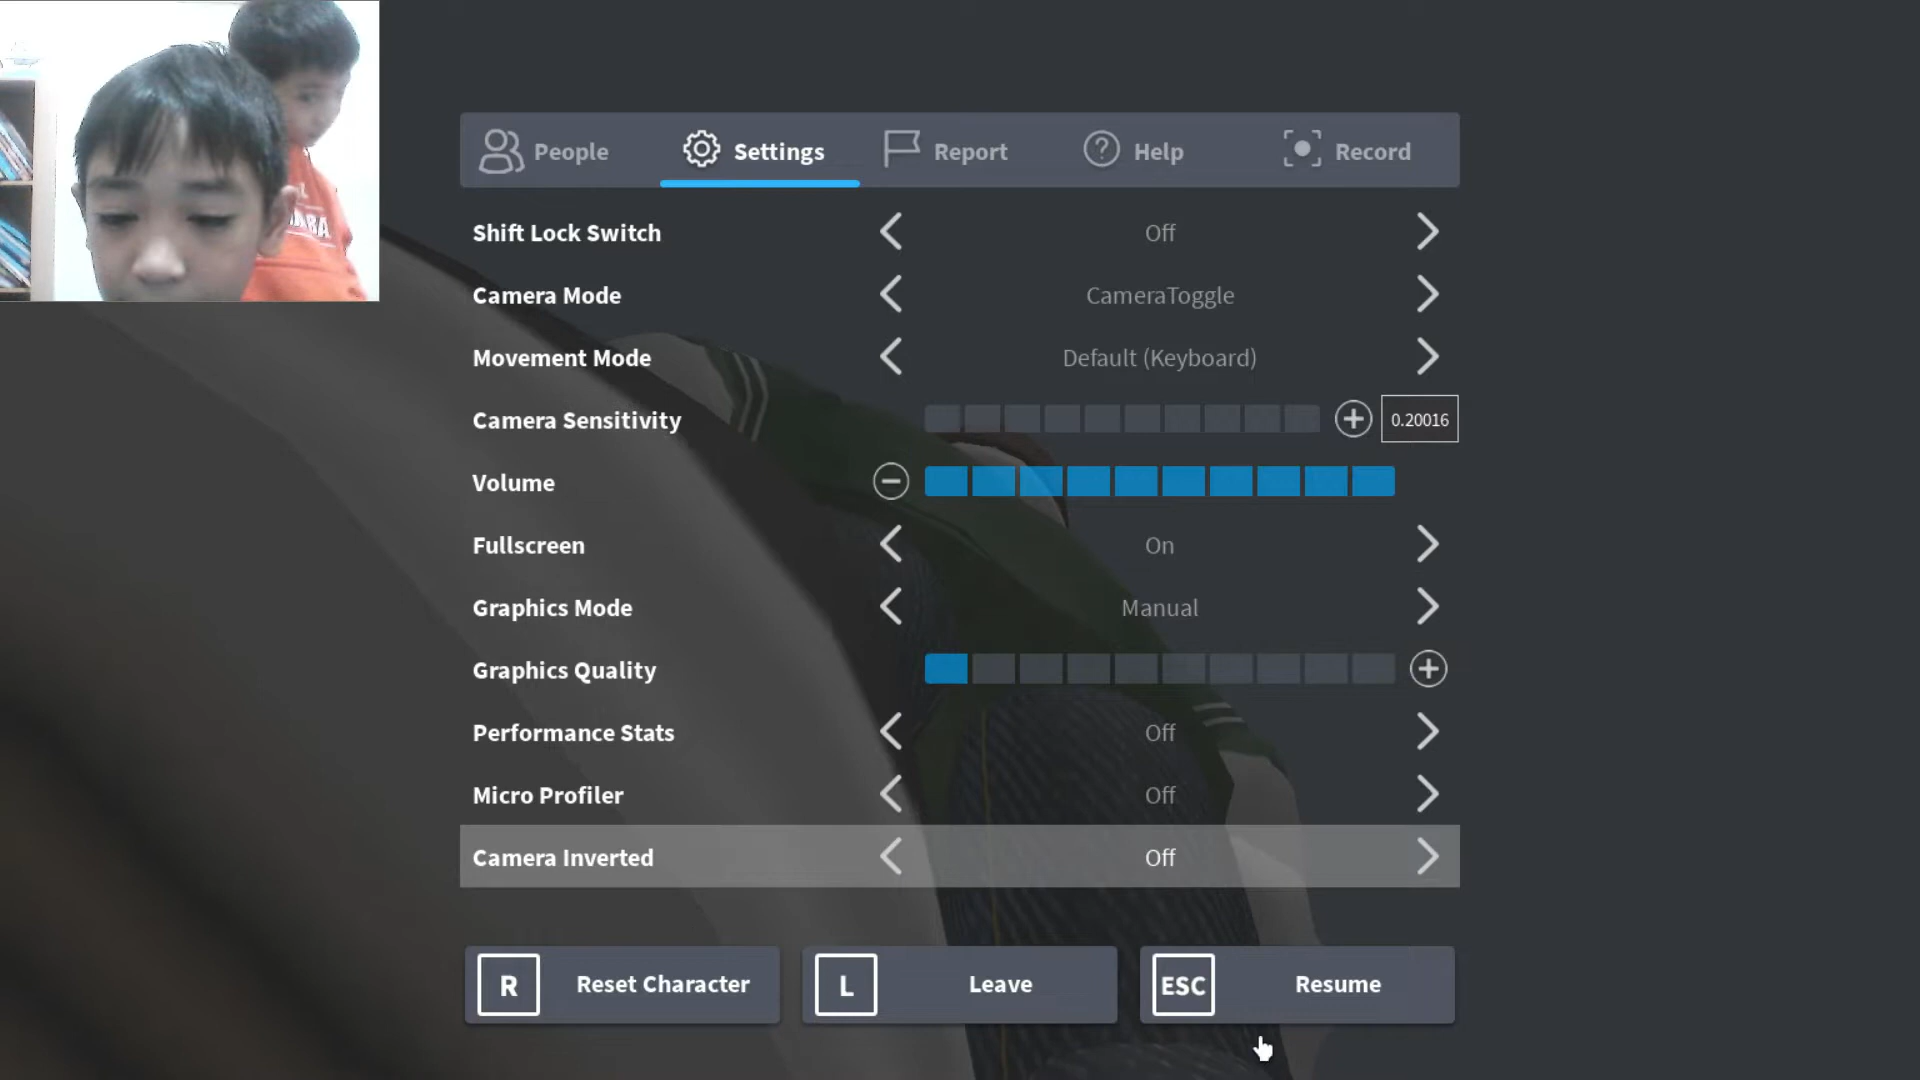 People Settings Report Help Record
Shift Lock Switch Off
Camera Mode CameraToggle
Movement Mode Default (Keyboard)
Camera Sensitivity 0.20016
Volume
Fullscreen On
Graphics Mode Manual
Graphics Quality
Performance Stats Off
Micro Profiler Off
Camera Inverted Off
R Reset Character L Leave ESC Resume